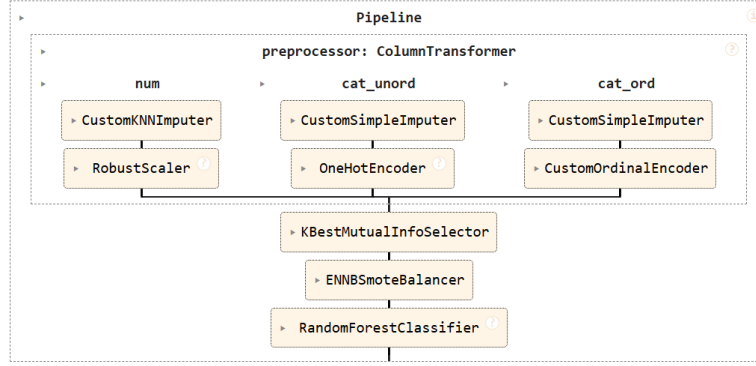 Pipeline
preprocessor: ColumnTransformer
num cat_unord cat_ord
CustomKNNImputer CustomSimpleImputer CustomSimpleImputer
RobustScaler ? OneHotEncoder ? CustomOrdinalEncoder
KBestMutualInfoSelector
ENNBSmoteBalancer
RandomForestClassifier ?